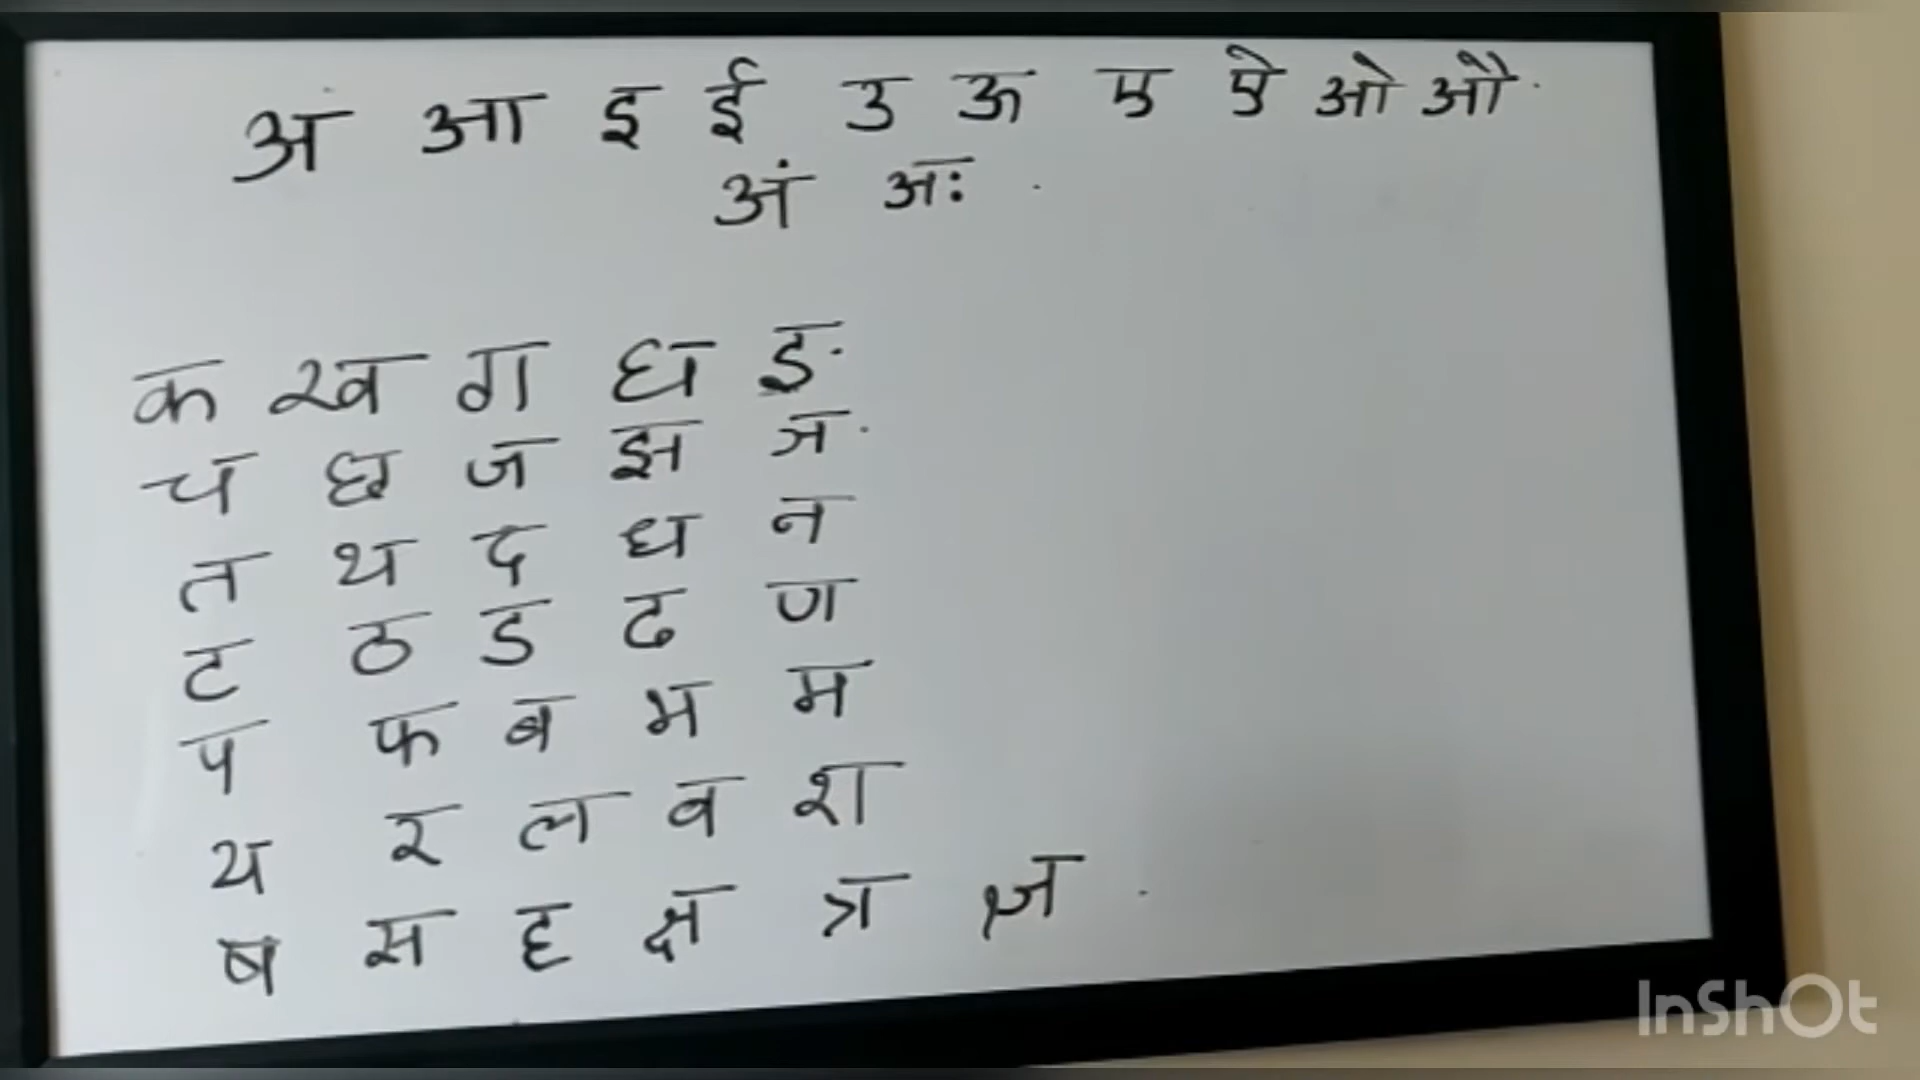 अ आ इ ई उ ऊ ए ऐ ओ औ
अं अः
क ख ग घ ङ
च छ ज झ ञ
त थ द ध न
ट ठ ड ढ ण
प फ ब भ म
य र ल व श
ष स ह क्ष त्र ज्ञ
InShOt